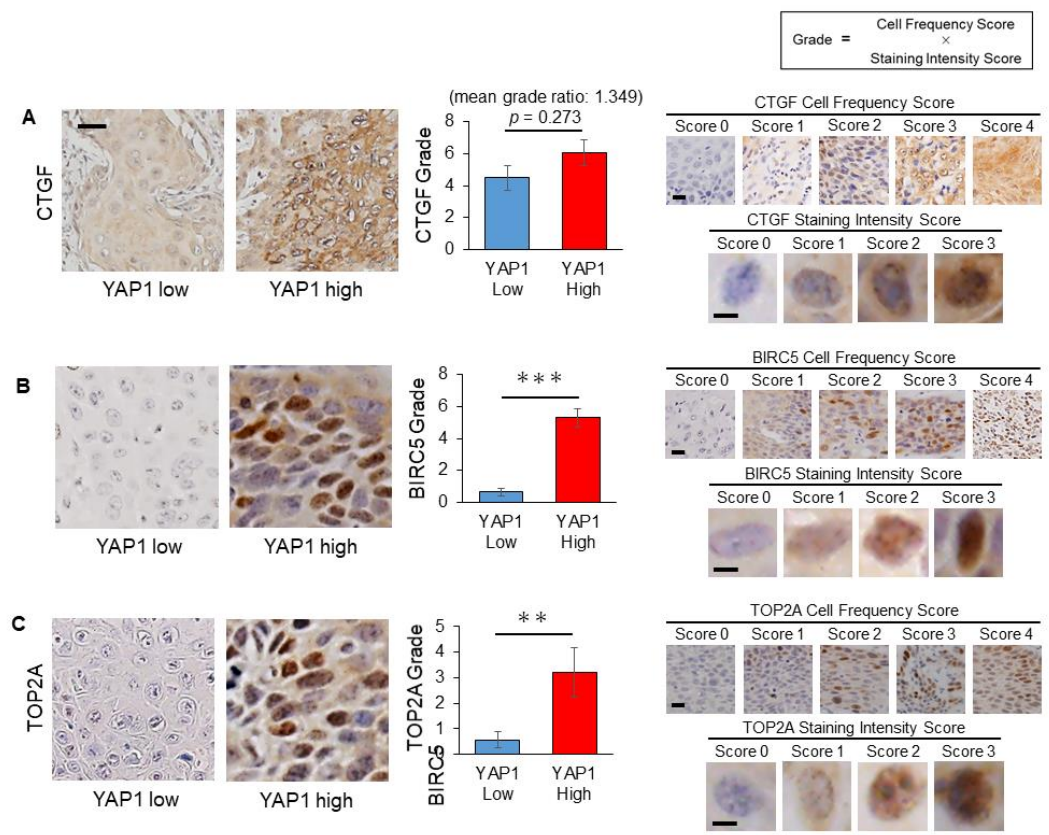 Grade = Cell Frequency Score
×
Staining Intensity Score
A
CTGF
YAP1 low
YAP1 high
(mean grade ratio: 1.349)
p = 0.273
CTGF Grade
8
6
4
2
0
YAP1 Low
YAP1 High
CTGF Cell Frequency Score
Score 0 Score 1 Score 2 Score 3 Score 4
CTGF Staining Intensity Score
Score 0 Score 1 Score 2 Score 3
B
YAP1 low
YAP1 high
***
BIRC5 Grade
8
6
4
2
0
YAP1 Low
YAP1 High
BIRC5 Cell Frequency Score
Score 0 Score 1 Score 2 Score 3 Score 4
BIRC5 Staining Intensity Score
Score 0 Score 1 Score 2 Score 3
C
TOP2A
YAP1 low
YAP1 high
**
TOP2A Grade
BIRC5
5
4
3
2
1
0
YAP1 Low
YAP1 High
TOP2A Cell Frequency Score
Score 0 Score 1 Score 2 Score 3 Score 4
TOP2A Staining Intensity Score
Score 0 Score 1 Score 2 Score 3